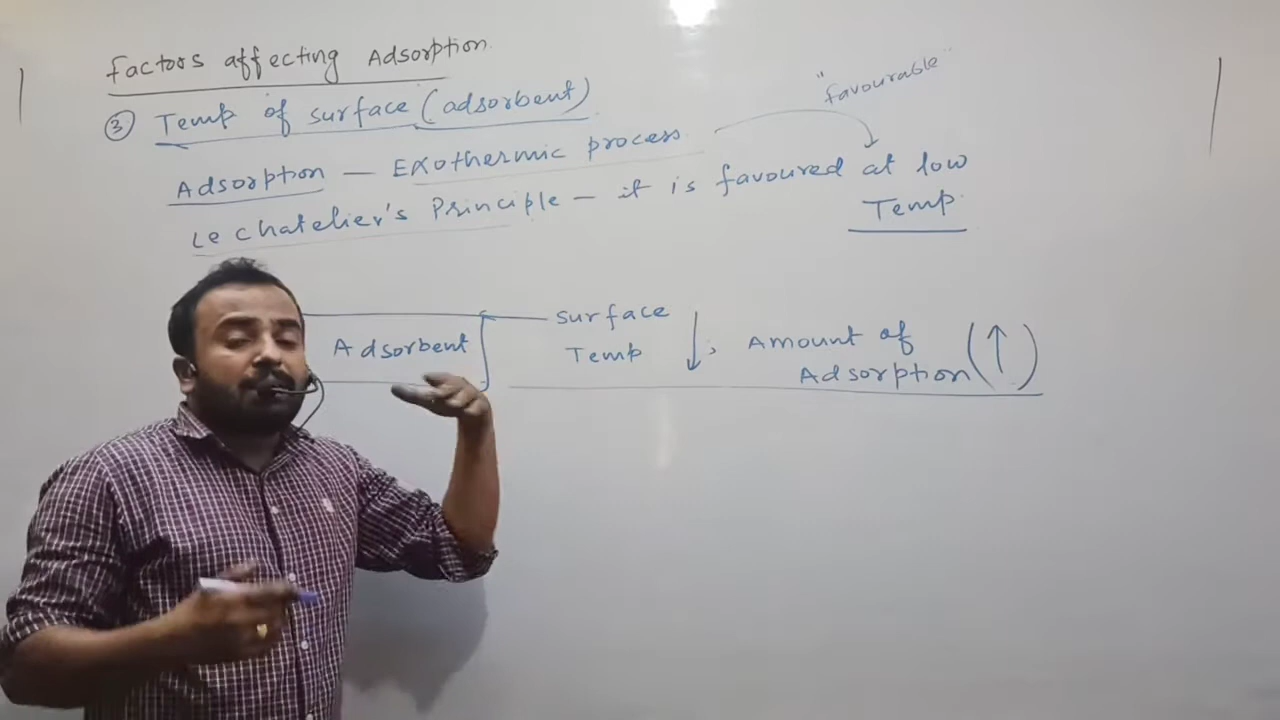 Factors affecting Adsorption
③ Temp of surface (adsorbent)
"favourable"
Adsorption — Exothermic process
Le chatelier's Principle — it is favoured at low
Temp.
Adsorbent
surface
Temp ↓, Amount of
Adsorption (↑)